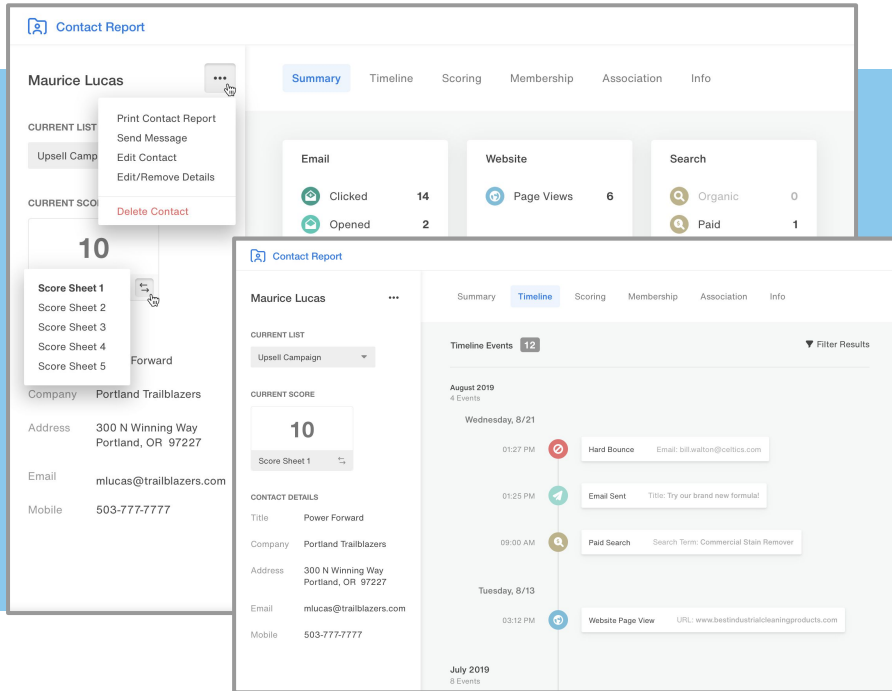 Contact Report
Maurice Lucas
•••
Summary Timeline Scoring Membership Association Info
Print Contact Report
Send Message
Edit Contact
Edit/Remove Details
Delete Contact
CURRENT LIST
Upsell Camp
CURRENT SCO
10
Score Sheet 1
Score Sheet 2
Score Sheet 3
Score Sheet 4
Score Sheet 5
Forward
Company Portland Trailblazers
Address 300 N Winning Way
Portland, OR 97227
Email mlucas@trailblazers.com
Mobile 503-777-7777
Email
Clicked 14
Opened 2
Website
Page Views 6
Search
Organic 0
Paid 1
Contact Report
Maurice Lucas •••
Summary Timeline Scoring Membership Association Info
CURRENT LIST
Upsell Campaign
CURRENT SCORE
10
Score Sheet 1
CONTACT DETAILS
Title Power Forward
Company Portland Trailblazers
Address 300 N Winning Way
Portland, OR 97227
Email mlucas@trailblazers.com
Mobile 503-777-7777
Timeline Events 12
Filter Results
August 2019
4 Events
Wednesday, 8/21
01:27 PM Hard Bounce Email: bill.walton@celtics.com
01:25 PM Email Sent Title: Try our brand new formula!
09:00 AM Paid Search Search Term: Commercial Stain Remover
Tuesday, 8/13
03:12 PM Website Page View URL: www.bestindustrialcleaningproducts.com
July 2019
8 Events